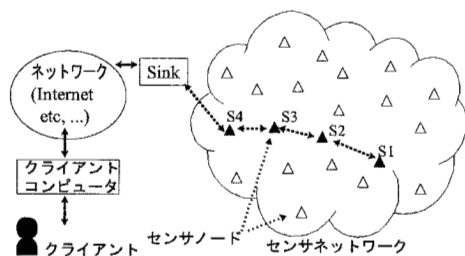 ネットワーク
(Internet
etc, ...)
Sink
S4
S3
S2
S1
クライアント
コンピュータ
クライアント
センサノード
センサネットワーク